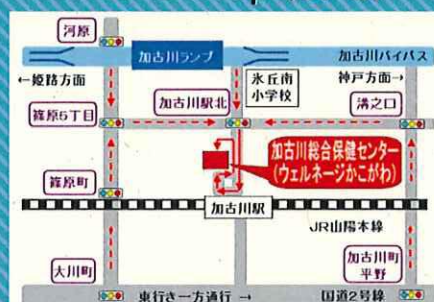 河原
加古川ランプ
加古川バイパス
←姫路方面
加古川駅北
氷丘南
小学校
神戸方面→
溝之口
篠原5丁目
加古川総合保健センター
(ウェルネージかこがわ)
篠原町
加古川駅
JR山陽本線
大川町
加古川町
平野
東行き一方通行 →
国道2号線